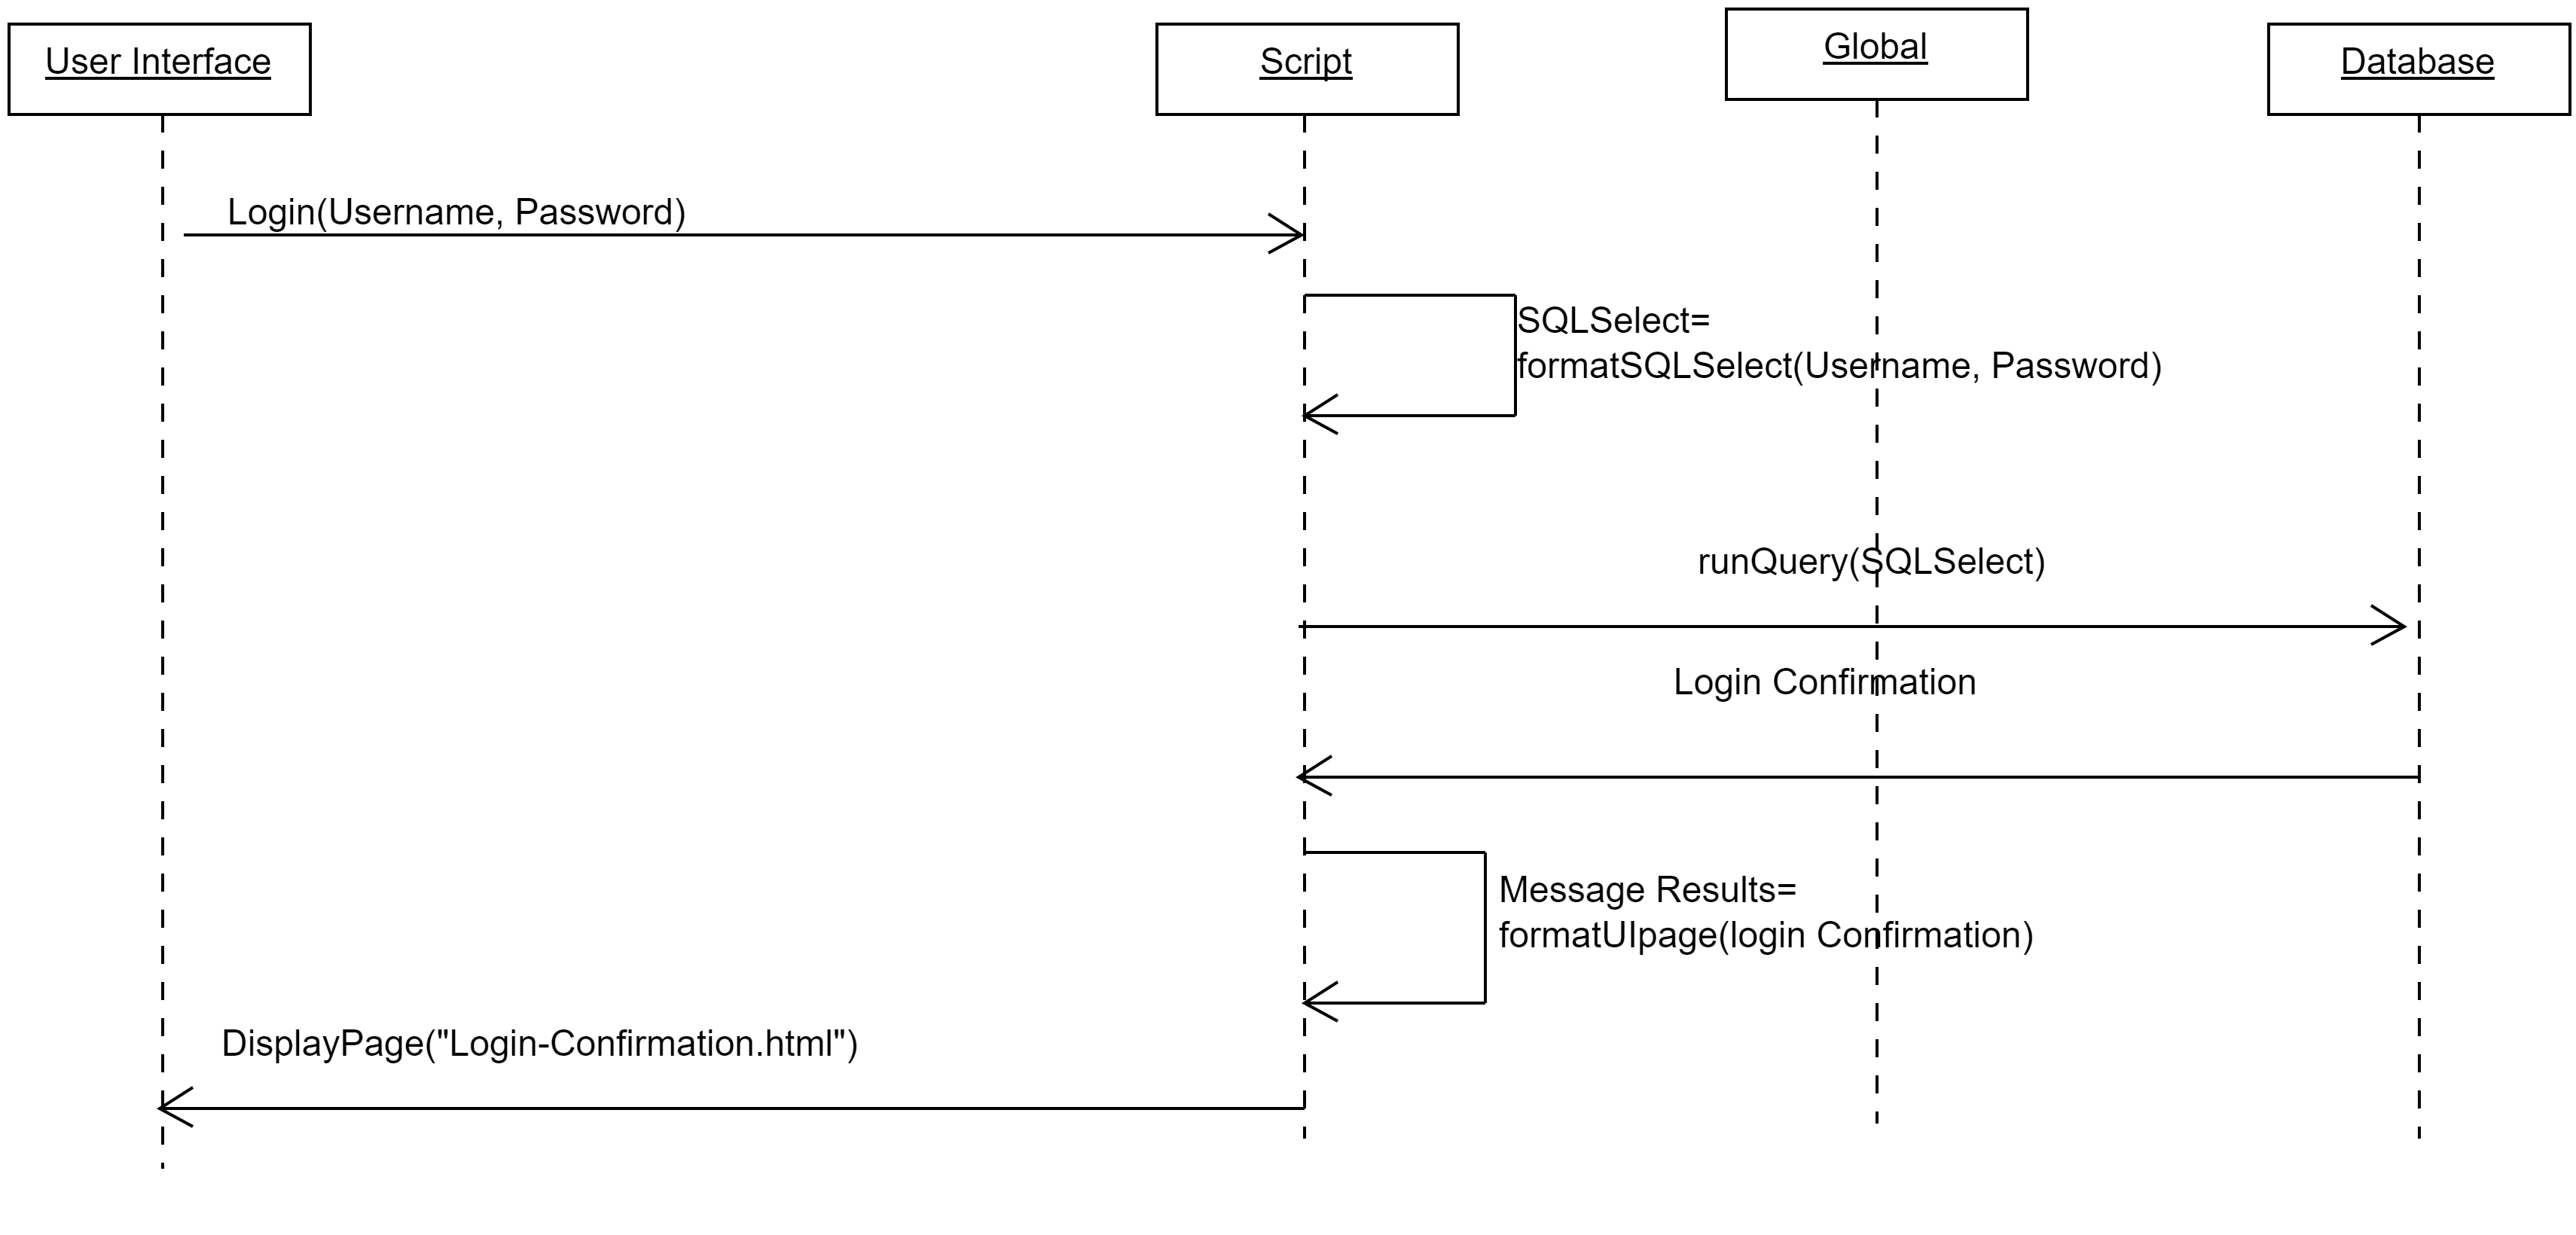 User Interface
Script
Global
Database
Login(Username, Password)
SQLSelect=
formatSQLSelect(Username, Password)
runQuery(SQLSelect)
Login Confirmation
Message Results=
formatUIpage(login Confirmation)
DisplayPage("Login-Confirmation.html")